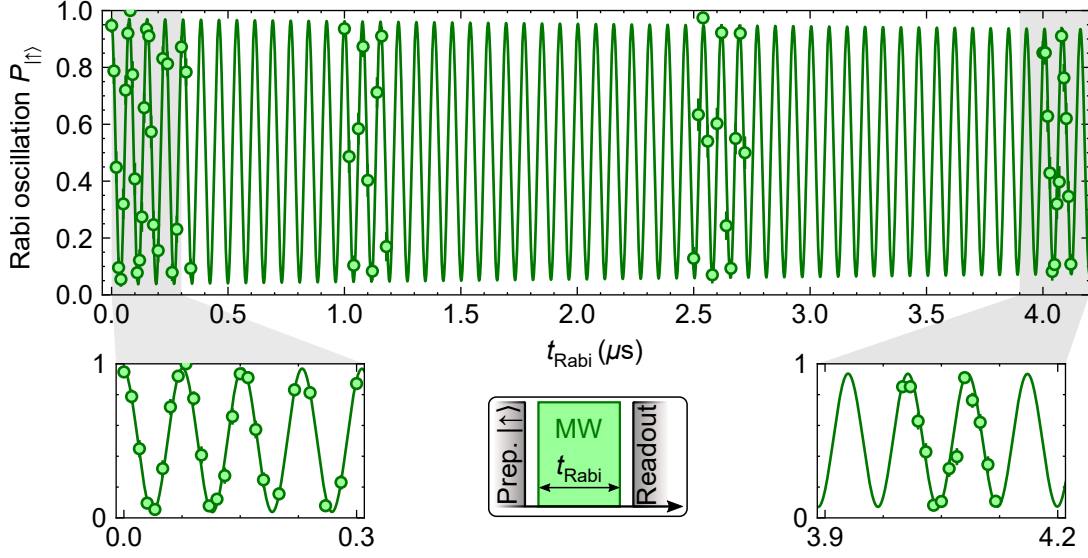 Rabi oscillation P|↑⟩
1.0
0.8
0.6
0.4
0.2
0.0
0.0 0.5 1.0 1.5 2.0 2.5 3.0 3.5 4.0
t_Rabi (μs)
1
0
0.0 0.3
Prep. |↑⟩
MW
t_Rabi
Readout
1
0
3.9 4.2